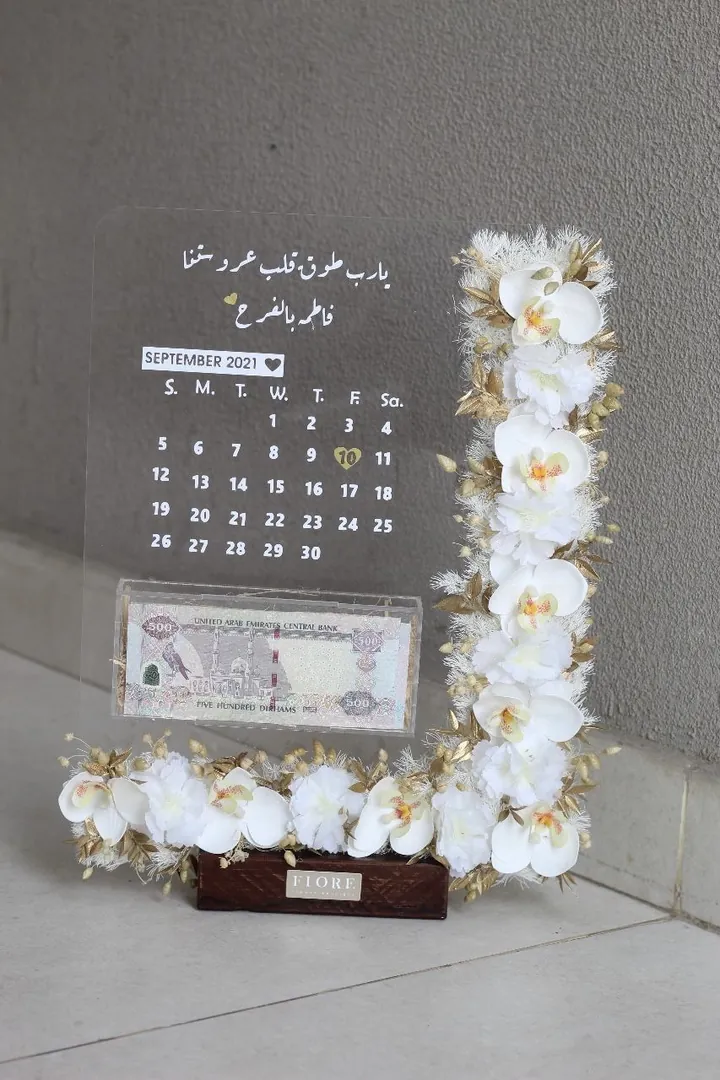 يارب طوق قلب عروستنا
فاطمه بالفرح
SEPTEMBER 2021
S. M. T. W. T. F. Sa.
1 2 3 4
5 6 7 8 9 10 11
12 13 14 15 16 17 18
19 20 21 22 23 24 25
26 27 28 29 30
UNITED ARAB EMIRATES CENTRAL BANK
500 500
FIVE HUNDRED DIRHAMS 500
FIORE